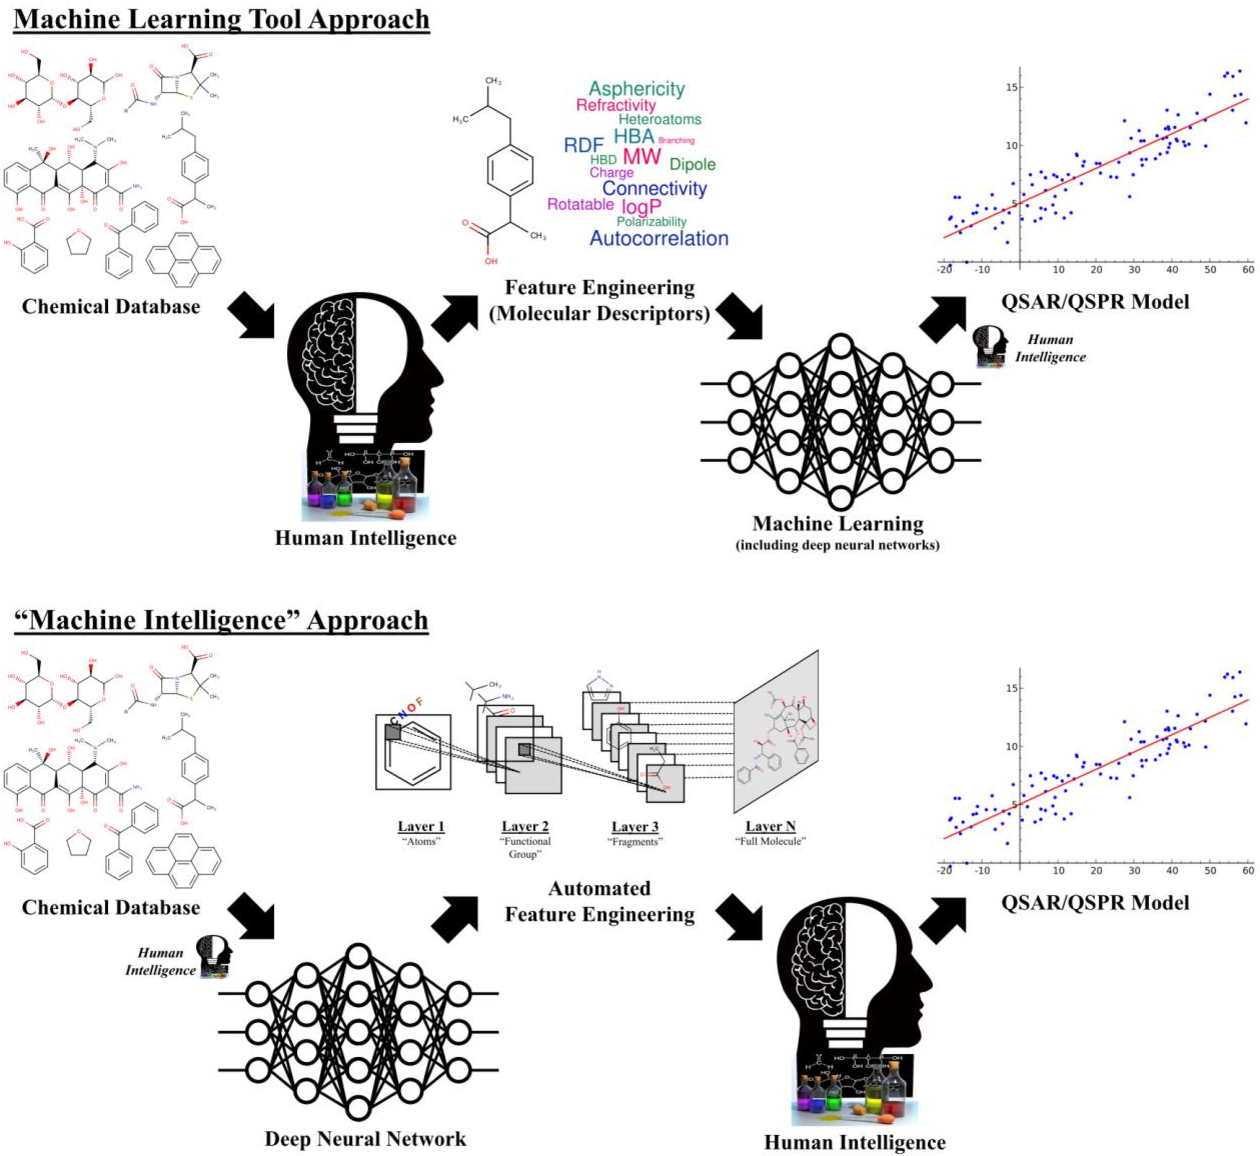 Machine Learning Tool Approach
Chemical Database
Human Intelligence
CH₃
H₃C
O
OH
CH₃
Asphericity
Refractivity
Heteroatoms
RDF HBA Branching
HBD MW Dipole
Charge
Connectivity
Rotatable logP
Polarizability
Autocorrelation
Feature Engineering
(Molecular Descriptors)
Machine Learning
(including deep neural networks)
15
10
5
-20 -10 10 20 30 40 50 60
QSAR/QSPR Model
Human
Intelligence
“Machine Intelligence” Approach
Chemical Database
Human
Intelligence
Deep Neural Network
C N O F
Layer 1
“Atoms”
Layer 2
“Functional
Group”
Layer 3
“Fragments”
Layer N
“Full Molecule”
Automated
Feature Engineering
Human Intelligence
15
10
5
-20 -10 10 20 30 40 50 60
QSAR/QSPR Model